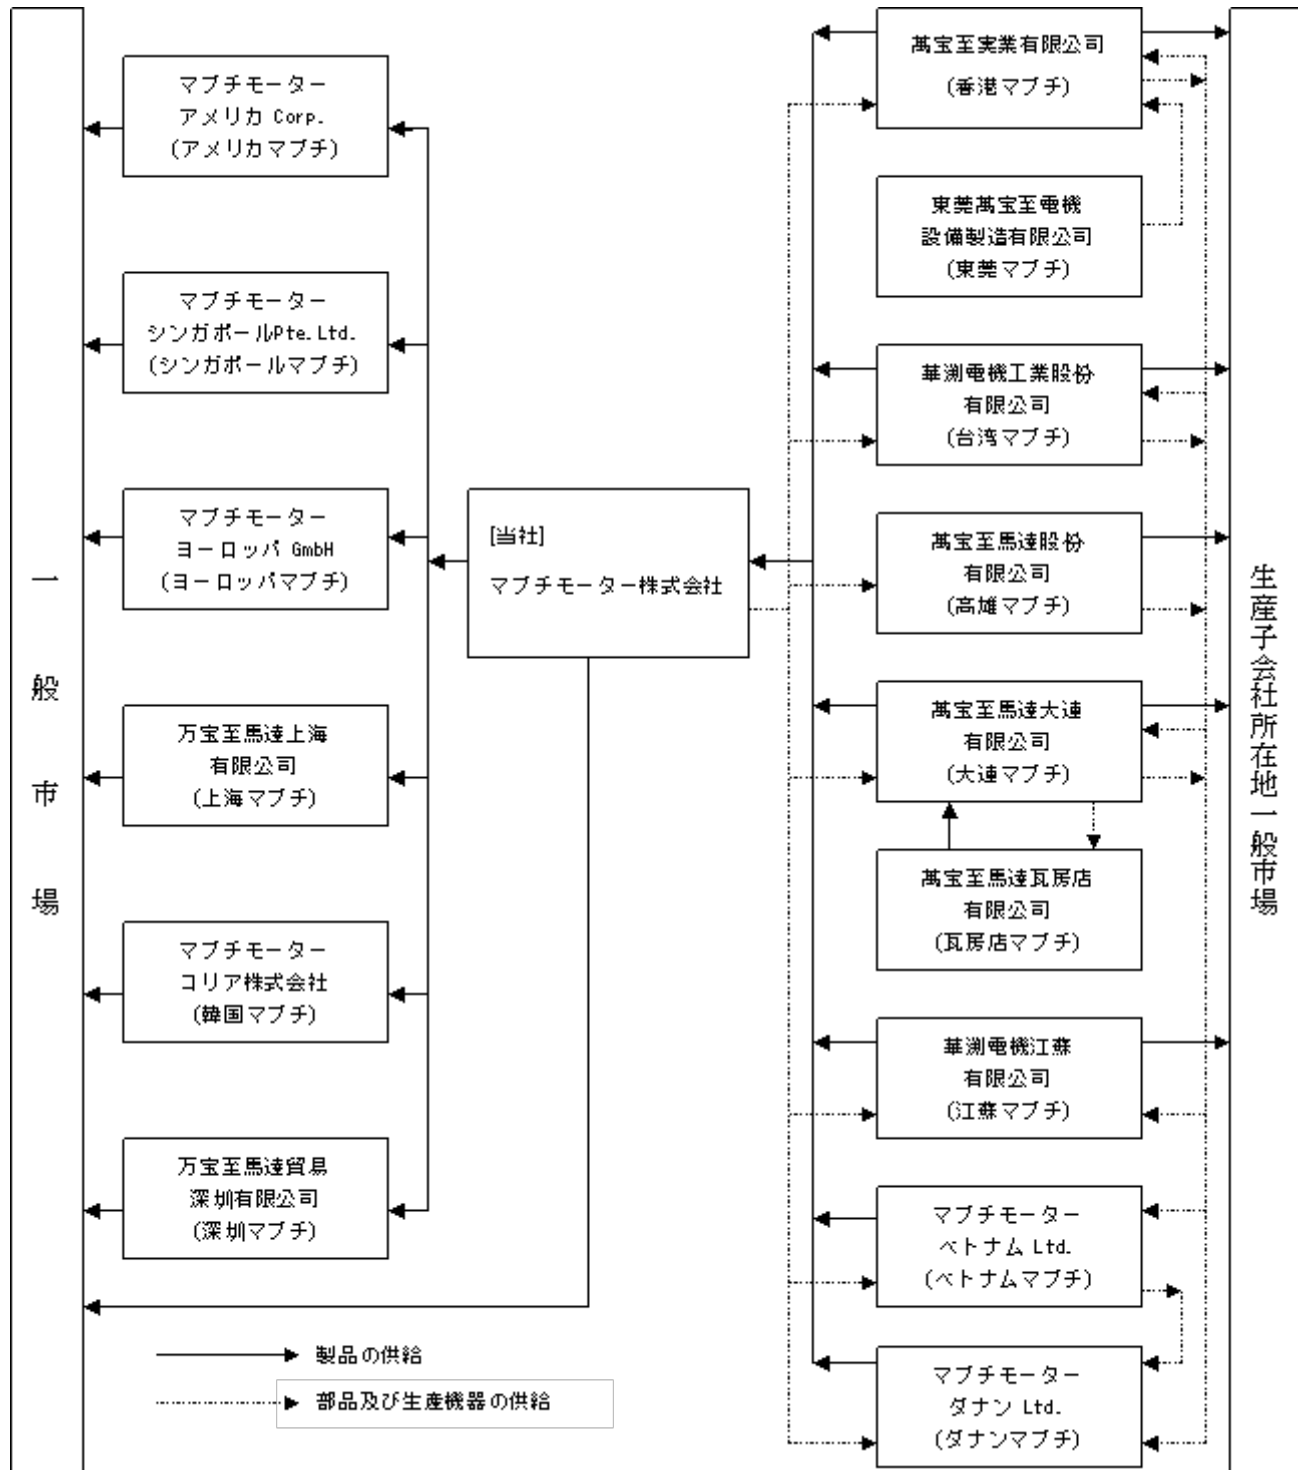 一般市場
マブチモーター
アメリカ Corp.
(アメリカマブチ)
マブチモーター
シンガポールPte.Ltd.
(シンガポールマブチ)
マブチモーター
ヨーロッパ GmbH
(ヨーロッパマブチ)
万宝至馬達上海
有限公司
(上海マブチ)
マブチモーター
コリア株式会社
(韓国マブチ)
万宝至馬達貿易
深圳有限公司
(深圳マブチ)
[当社]
マブチモーター株式会社
萬宝至実業有限公司
(香港マブチ)
東莞萬宝至電機
設備製造有限公司
(東莞マブチ)
華渕電機工業股份
有限公司
(台湾マブチ)
萬宝至馬達股份
有限公司
(高雄マブチ)
萬宝至馬達大連
有限公司
(大連マブチ)
萬宝至馬達瓦房店
有限公司
(瓦房店マブチ)
華渕電機江蘇
有限公司
(江蘇マブチ)
マブチモーター
ベトナム Ltd.
(ベトナムマブチ)
マブチモーター
ダナン Ltd.
(ダナンマブチ)
生産子会社所在地一般市場
製品の供給
部品及び生産機器の供給